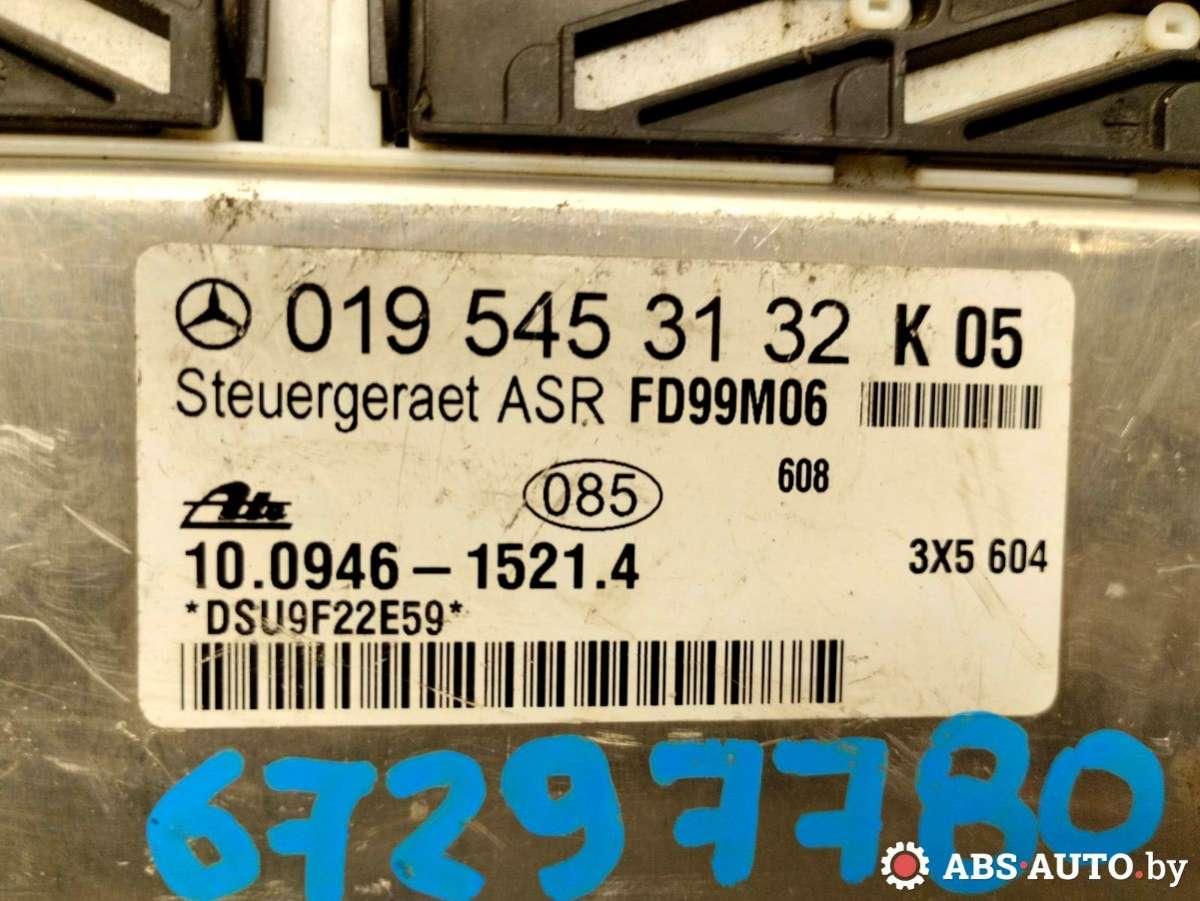 019 545 31 32 K 05
Steuergeraet ASR FD99M06
Ate 085 608
10.0946-1521.4 3X5 604
*DSU9F22E59*
67297780
ABS-AUTO.by